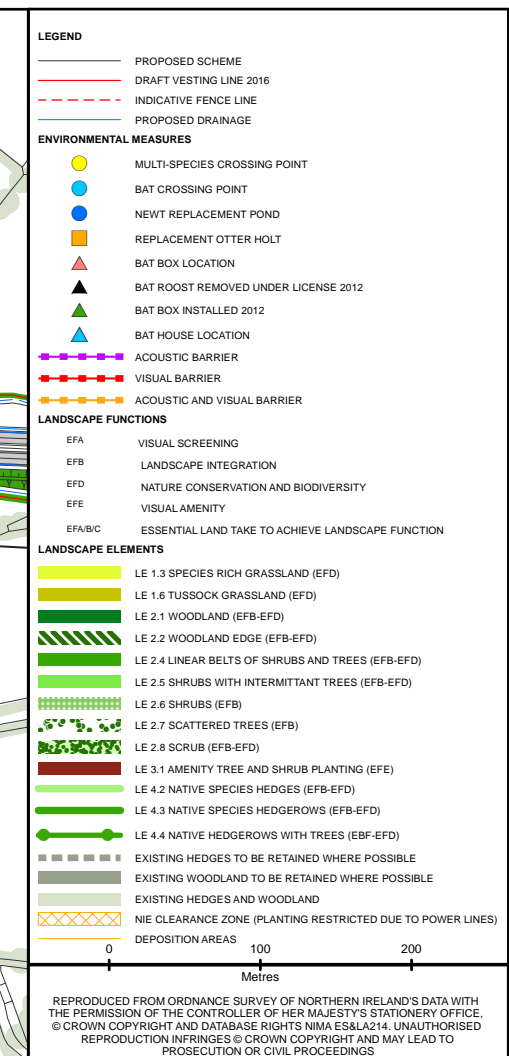 LEGEND
PROPOSED SCHEME
DRAFT VESTING LINE 2016
INDICATIVE FENCE LINE
PROPOSED DRAINAGE
ENVIRONMENTAL MEASURES
MULTI-SPECIES CROSSING POINT
BAT CROSSING POINT
NEWT REPLACEMENT POND
REPLACEMENT OTTER HOLT
BAT BOX LOCATION
BAT ROOST REMOVED UNDER LICENSE 2012
BAT BOX INSTALLED 2012
BAT HOUSE LOCATION
ACOUSTIC BARRIER
VISUAL BARRIER
ACOUSTIC AND VISUAL BARRIER
LANDSCAPE FUNCTIONS
EFA VISUAL SCREENING
EFB LANDSCAPE INTEGRATION
EFD NATURE CONSERVATION AND BIODIVERSITY
EFE VISUAL AMENITY
EFA/B/C ESSENTIAL LAND TAKE TO ACHIEVE LANDSCAPE FUNCTION
LANDSCAPE ELEMENTS
LE 1.3 SPECIES RICH GRASSLAND (EFD)
LE 1.6 TUSSOCK GRASSLAND (EFD)
LE 2.1 WOODLAND (EFB-EFD)
LE 2.2 WOODLAND EDGE (EFB-EFD)
LE 2.4 LINEAR BELTS OF SHRUBS AND TREES (EFB-EFD)
LE 2.5 SHRUBS WITH INTERMITTANT TREES (EFB-EFD)
LE 2.6 SHRUBS (EFB)
LE 2.7 SCATTERED TREES (EFB)
LE 2.8 SCRUB (EFB-EFD)
LE 3.1 AMENITY TREE AND SHRUB PLANTING (EFE)
LE 4.2 NATIVE SPECIES HEDGES (EFB-EFD)
LE 4.3 NATIVE SPECIES HEDGEROWS (EFB-EFD)
LE 4.4 NATIVE HEDGEROWS WITH TREES (EBF-EFD)
EXISTING HEDGES TO BE RETAINED WHERE POSSIBLE
EXISTING WOODLAND TO BE RETAINED WHERE POSSIBLE
EXISTING HEDGES AND WOODLAND
NIE CLEARANCE ZONE (PLANTING RESTRICTED DUE TO POWER LINES)
DEPOSITION AREAS
0 100 200
Metres
REPRODUCED FROM ORDNANCE SURVEY OF NORTHERN IRELAND'S DATA WITH
THE PERMISSION OF THE CONTROLLER OF HER MAJESTY'S STATIONERY OFFICE,
© CROWN COPYRIGHT AND DATABASE RIGHTS NIMA ES&LA214. UNAUTHORISED
REPRODUCTION INFRINGES © CROWN COPYRIGHT AND MAY LEAD TO
PROSECUTION OR CIVIL PROCEEDINGS